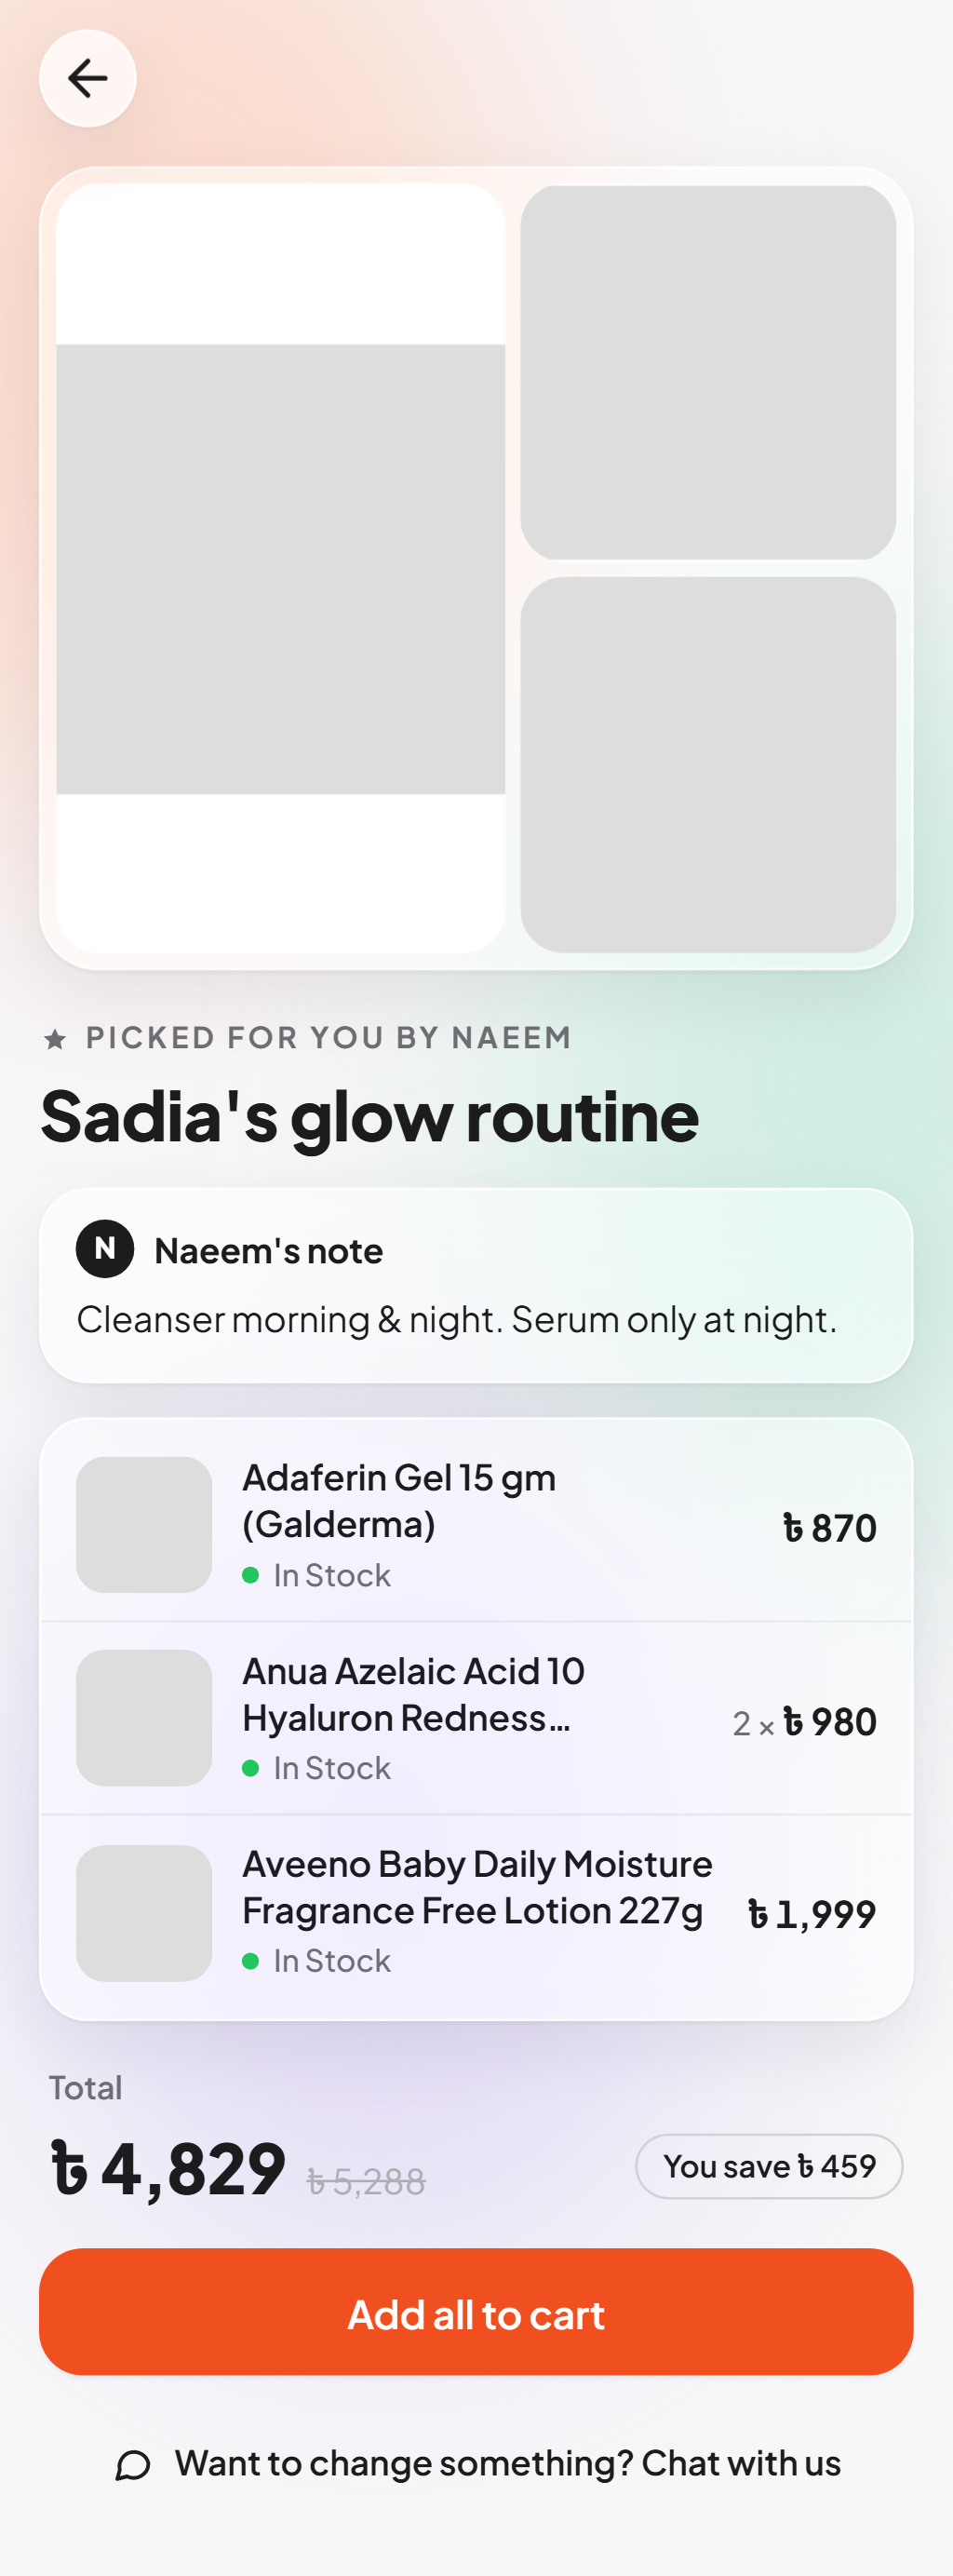 PICKED FOR YOU BY NAEEM
Sadia's glow routine
N Naeem's note
Cleanser morning & night. Serum only at night.
Adaferin Gel 15 gm
(Galderma)
৳ 870
In Stock
Anua Azelaic Acid 10
Hyaluron Redness...
2 × ৳ 980
In Stock
Aveeno Baby Daily Moisture
Fragrance Free Lotion 227g
৳ 1,999
In Stock
Total
৳ 4,829 ৳ 5,288
You save ৳ 459
Add all to cart
Want to change something? Chat with us